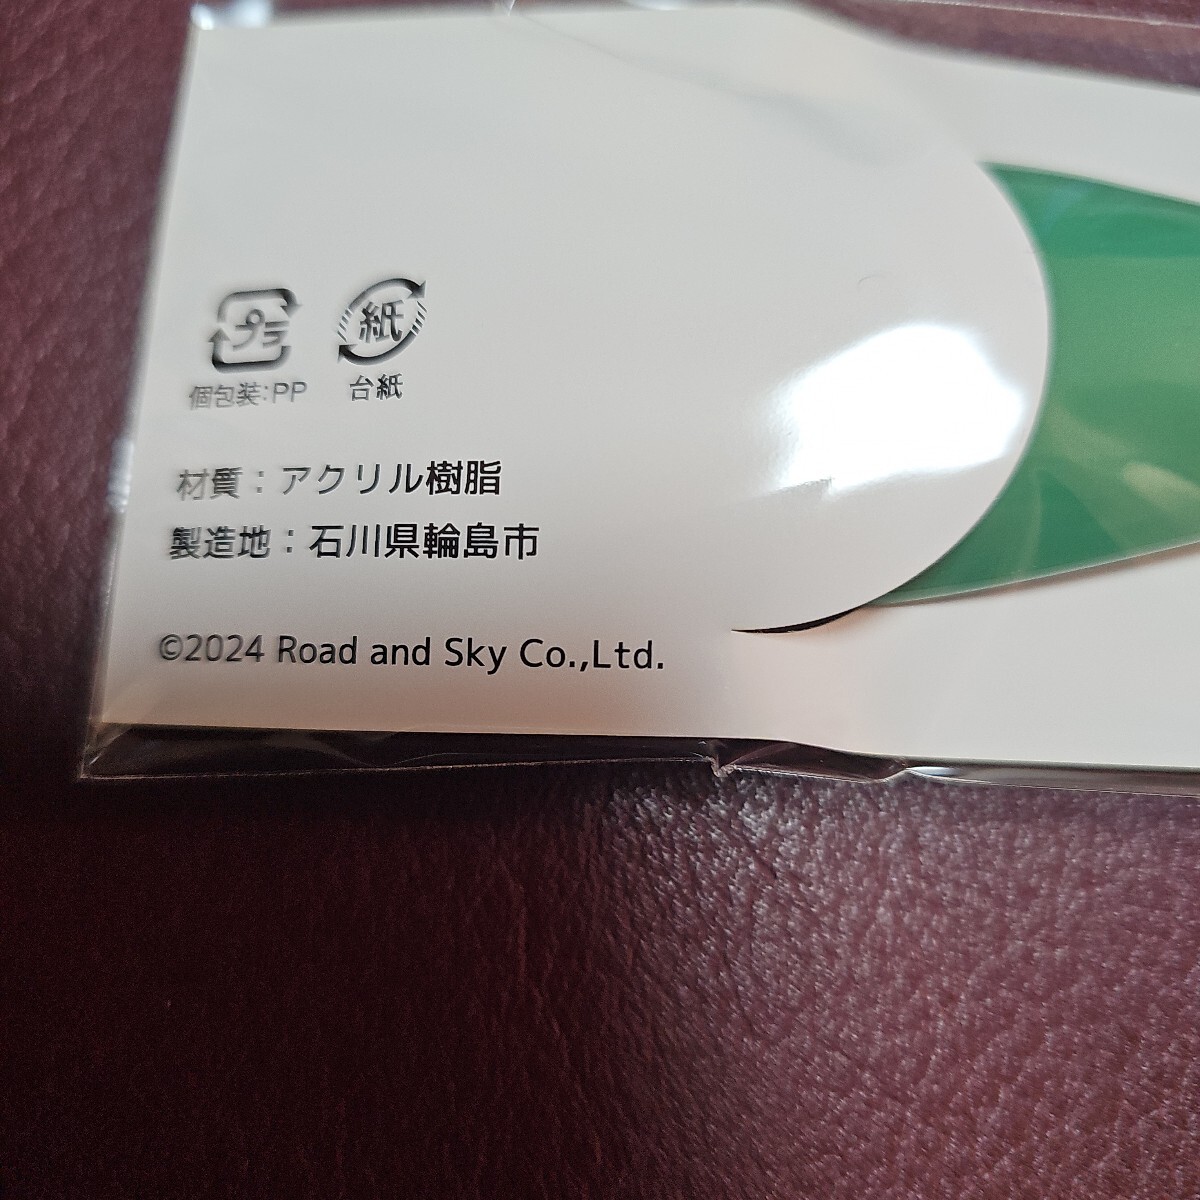 プラ 紙
個包装:PP 台紙
材質：アクリル樹脂
製造地：石川県輪島市
©2024 Road and Sky Co.,Ltd.